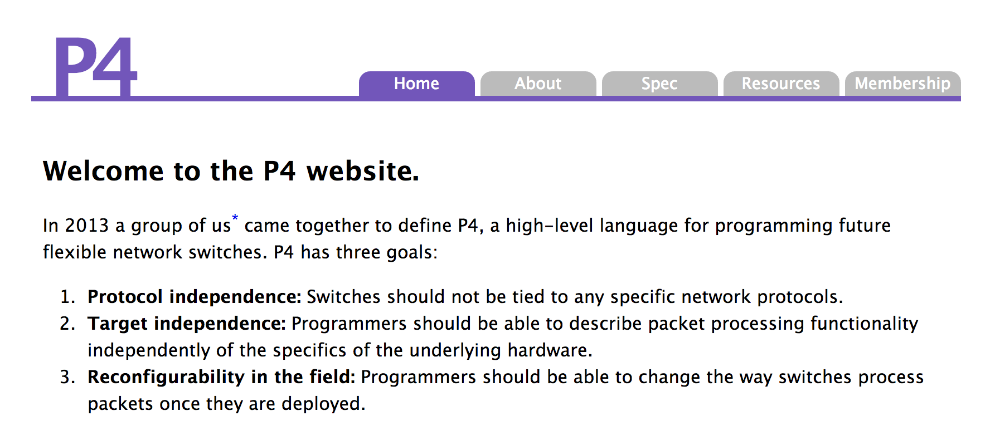 P4
Home About Spec Resources Membership
Welcome to the P4 website.
In 2013 a group of us* came together to define P4, a high-level language for programming future
flexible network switches. P4 has three goals:
1. Protocol independence: Switches should not be tied to any specific network protocols.
2. Target independence: Programmers should be able to describe packet processing functionality
independently of the specifics of the underlying hardware.
3. Reconfigurability in the field: Programmers should be able to change the way switches process
packets once they are deployed.